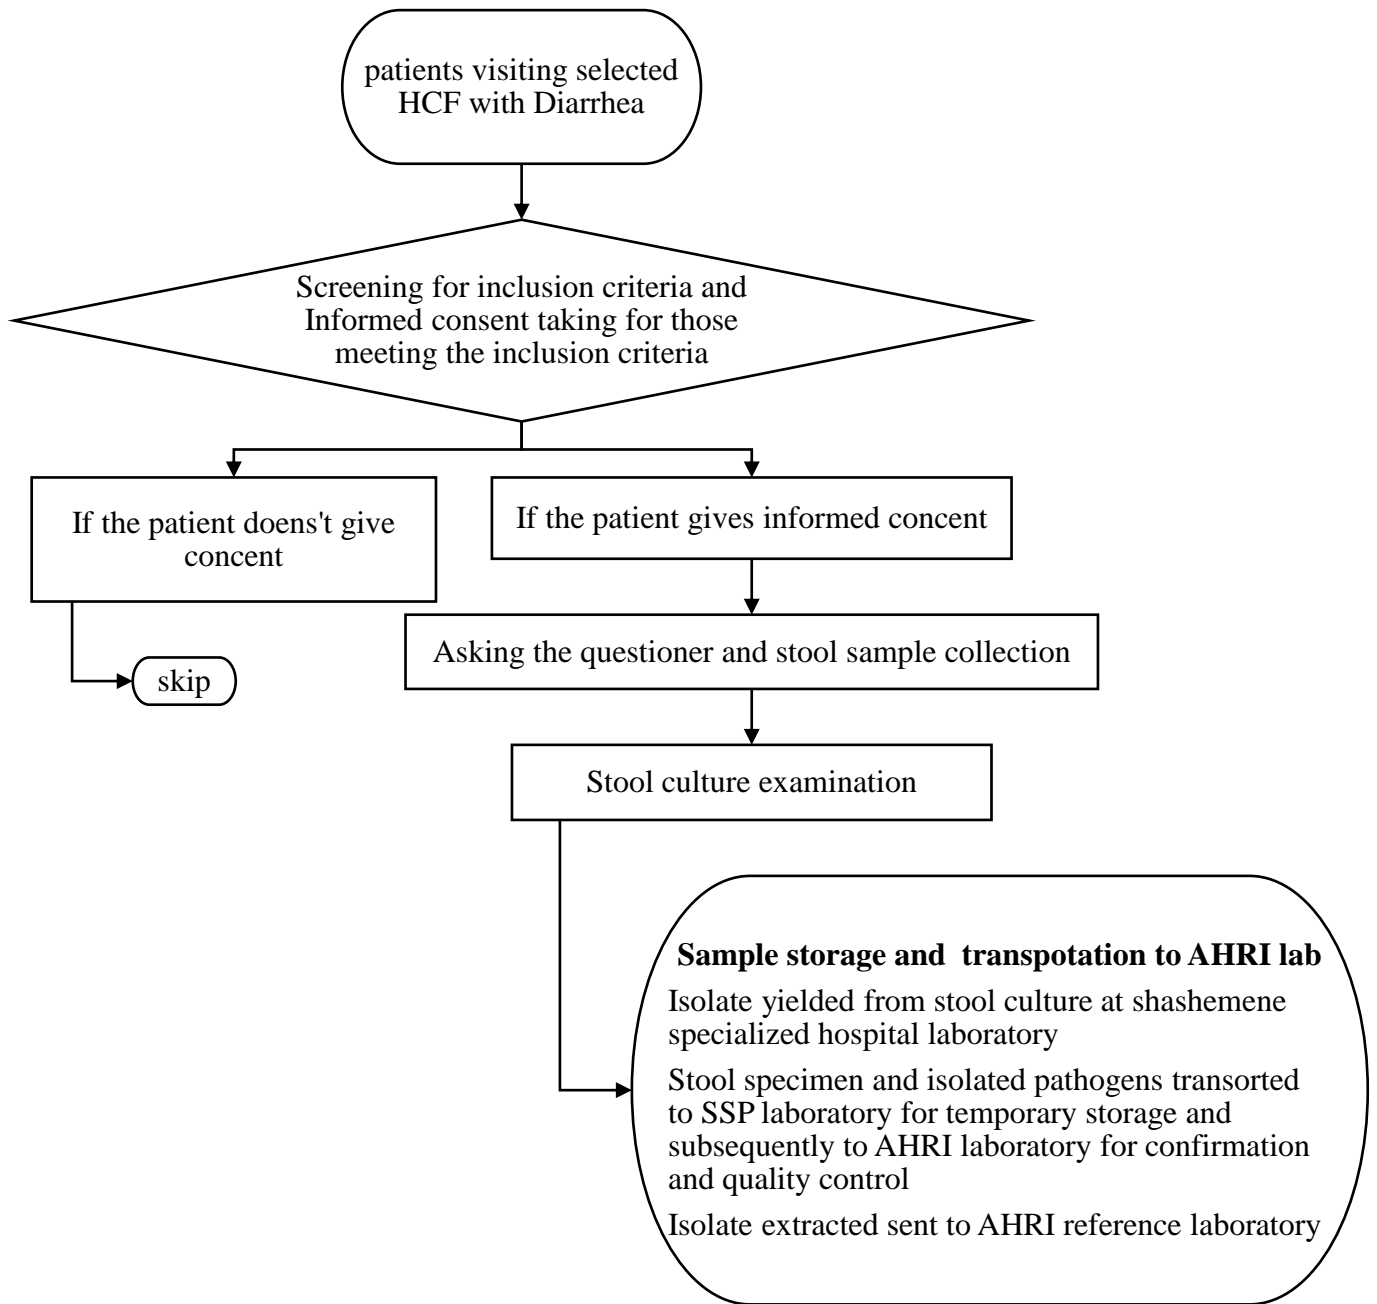 patients visiting selected
HCF with Diarrhea
Screening for inclusion criteria and
Informed consent taking for those
meeting the inclusion criteria
If the patient doens't give
concent
If the patient gives informed concent
Asking the questioner and stool sample collection
skip
Stool culture examination
Sample storage and transpotation to AHRI lab
Isolate yielded from stool culture at shashemene
specialized hospital laboratory
Stool specimen and isolated pathogens transorted
to SSP laboratory for temporary storage and
subsequently to AHRI laboratory for confirmation
and quality control
Isolate extracted sent to AHRI reference laboratory